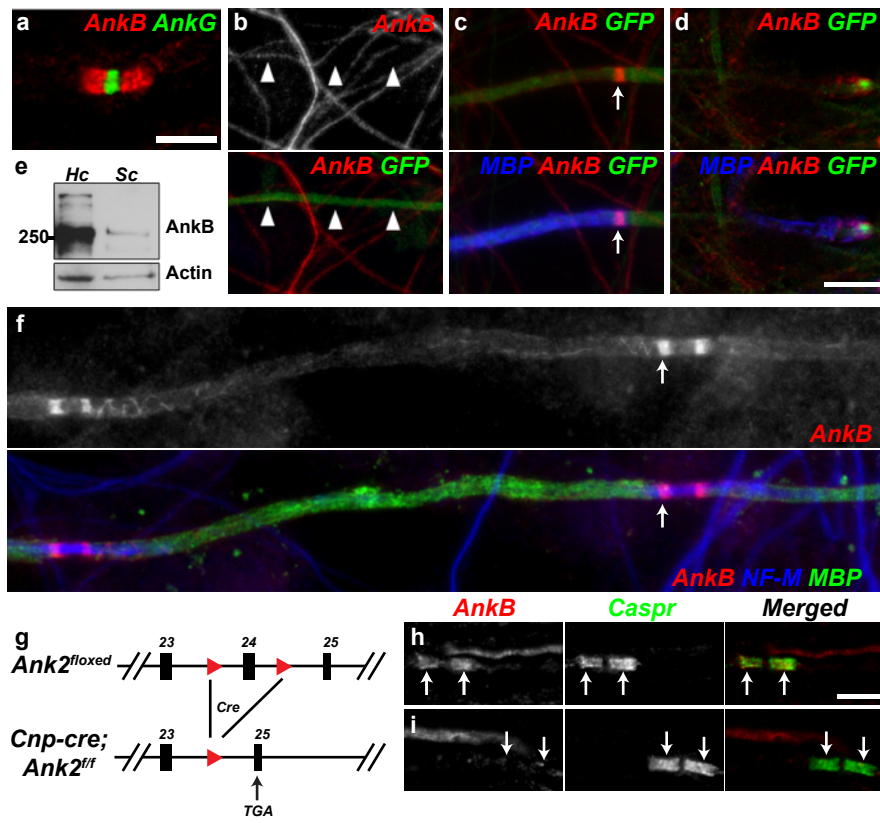 a AnkB AnkG
b AnkB
c AnkB GFP
d AnkB GFP
e Hc Sc
AnkB GFP
MBP AnkB GFP
MBP AnkB GFP
250
AnkB
Actin
f
AnkB
AnkB NF-M MBP
AnkB Caspr Merged
g
23 24 25
Ank2floxed
h
Cre
i
23 25
Cnp-cre;
Ank2f/f
TGA